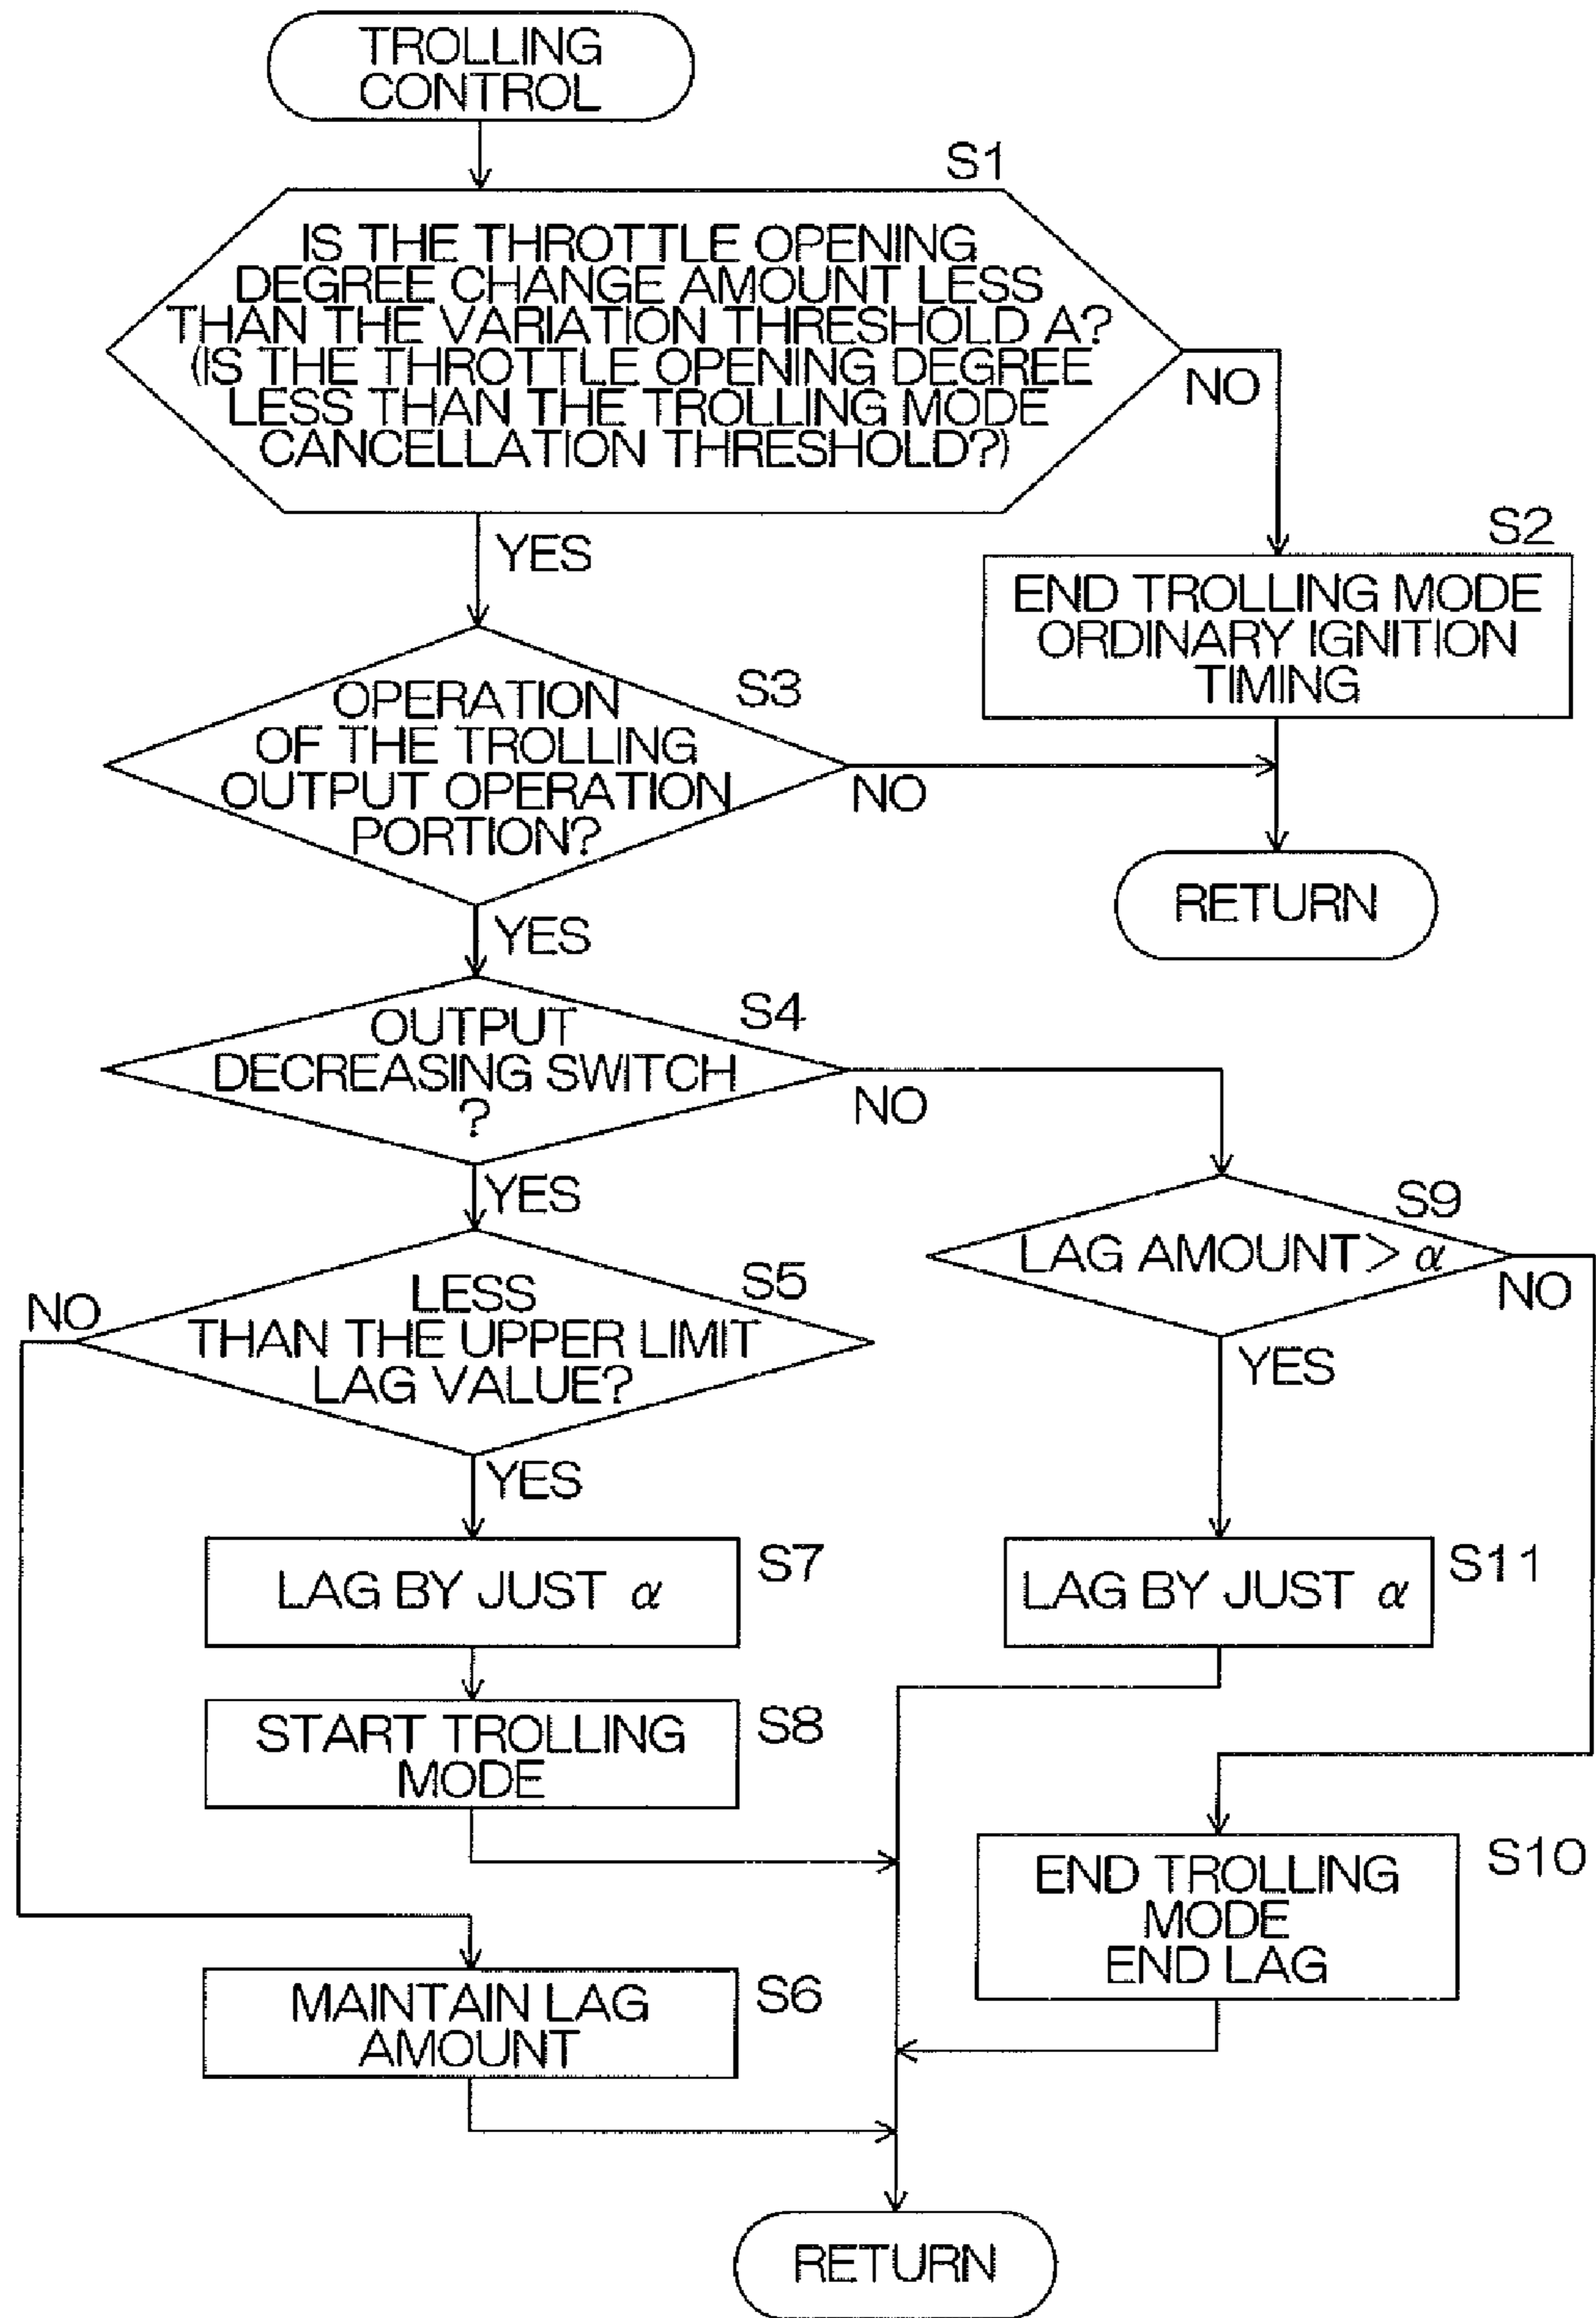 TROLLING
CONTROL
S1
IS THE THROTTLE OPENING
DEGREE CHANGE AMOUNT LESS
THAN THE VARIATION THRESHOLD A?
(IS THE THROTTLE OPENING DEGREE
LESS THAN THE TROLLING MODE
CANCELLATION THRESHOLD?)
NO
YES
S2
END TROLLING MODE
ORDINARY IGNITION
TIMING
S3
OPERATION
OF THE TROLLING
OUTPUT OPERATION
PORTION?
NO
RETURN
YES
S4
OUTPUT
DECREASING SWITCH
?
NO
YES
S9
LAG AMOUNT > α
NO
YES
S5
LESS
THAN THE UPPER LIMIT
LAG VALUE?
NO
YES
S7
LAG BY JUST α
S11
LAG BY JUST α
S8
START TROLLING
MODE
S10
END TROLLING
MODE
END LAG
S6
MAINTAIN LAG
AMOUNT
RETURN